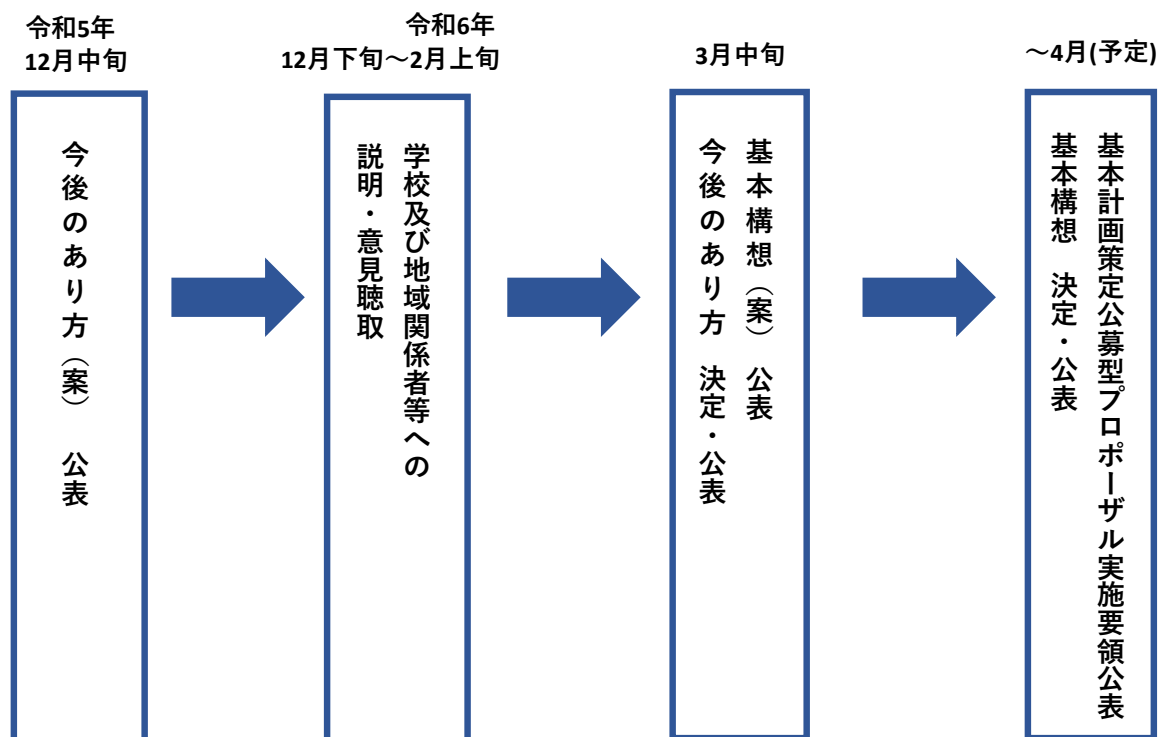 令和5年
12月中旬
今後のあり方（案）　公表
令和6年
12月下旬～2月上旬
学校及び地域関係者等への
説明・意見聴取
3月中旬
基本構想（案）　公表
今後のあり方　決定・公表
～4月(予定)
基本計画策定公募型プロポーザル実施要領公表
基本構想　決定・公表